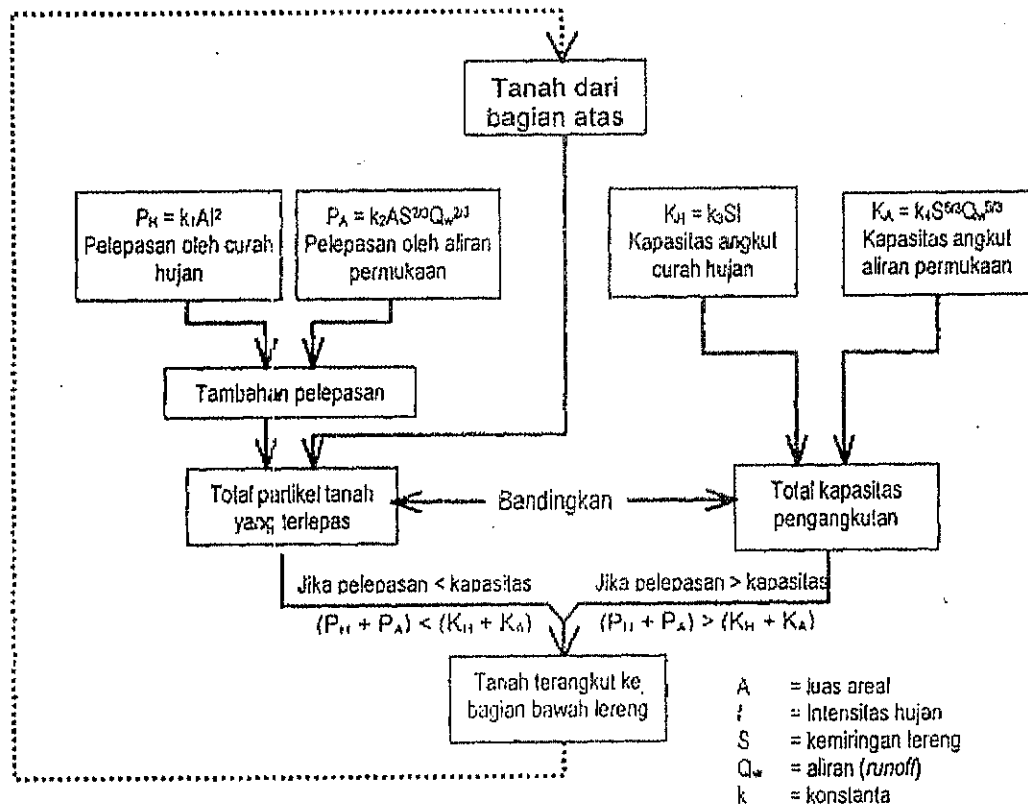 Tanah dari
bagian atas
P_H = k₁AI²
Pelepasan oleh curah
hujan
P_A = k₂AS^2/3Q_w^2/3
Pelepasan oleh aliran
permukaan
K_H = k₃SI
Kapasitas angkut
curah hujan
K_A = k₄S^5/3Q_w^5/3
Kapasitas angkut
aliran permukaan
Tambahan pelepasan
Total partikel tanah
yang terlepas
Bandingkan
Total kapasitas
pengangkutan
Jika pelepasan < kapasitas
(P_H + P_A) < (K_H + K_A)
Jika pelepasan > kapasitas
(P_H + P_A) > (K_H + K_A)
Tanah terangkut ke
bagian bawah lereng
A = luas areal
I = Intensitas hujan
S = kemiringan lereng
Q_w = aliran (runoff)
k = konstanta